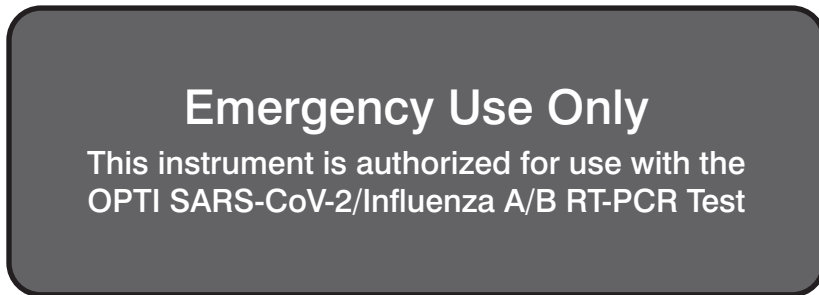 Emergency Use Only
This instrument is authorized for use with the
OPTI SARS-CoV-2/Influenza A/B RT-PCR Test